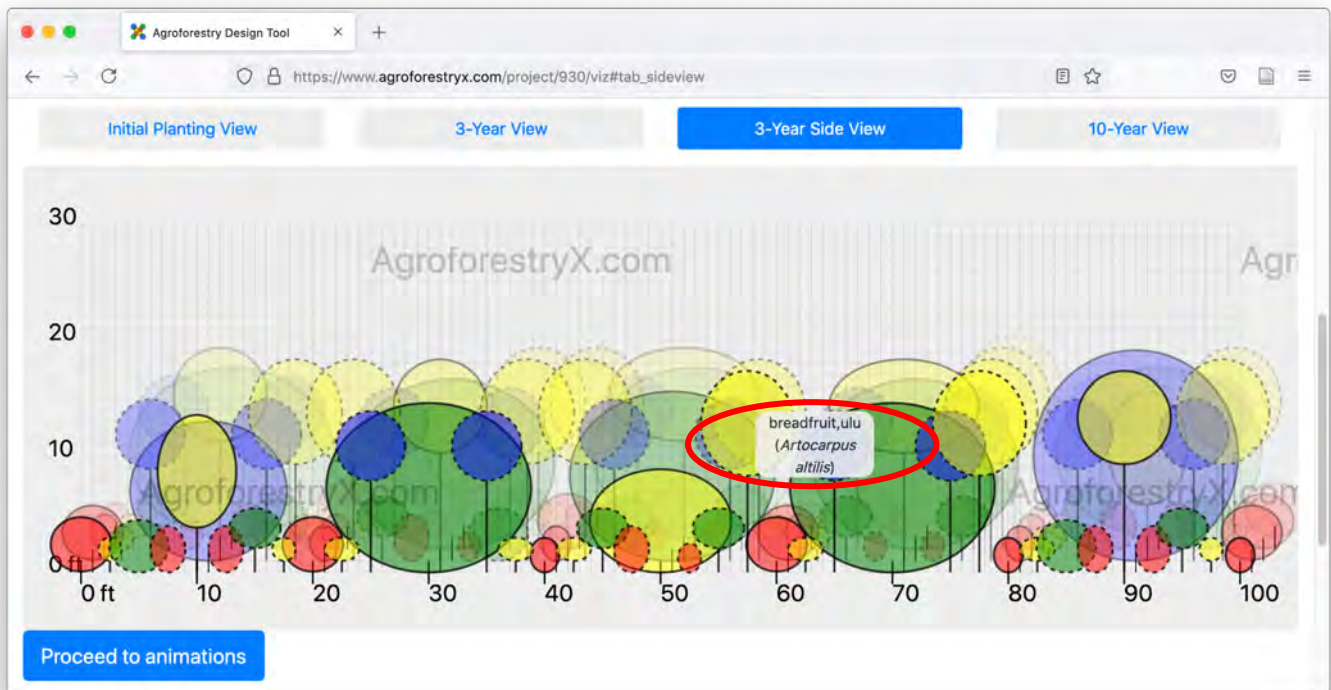 Agroforestry Design Tool
https://www.agroforestryx.com/project/930/viz#tab_sideview
Initial Planting View
3-Year View
3-Year Side View
10-Year View
30
AgroforestryX.com
Agr
20
breadfruit,ulu
(Artocarpus
altilis)
10
AgroforestryX.com
AgroforestryX.com
0 ft
0 ft 10 20 30 40 50 60 70 80 90 100
Proceed to animations